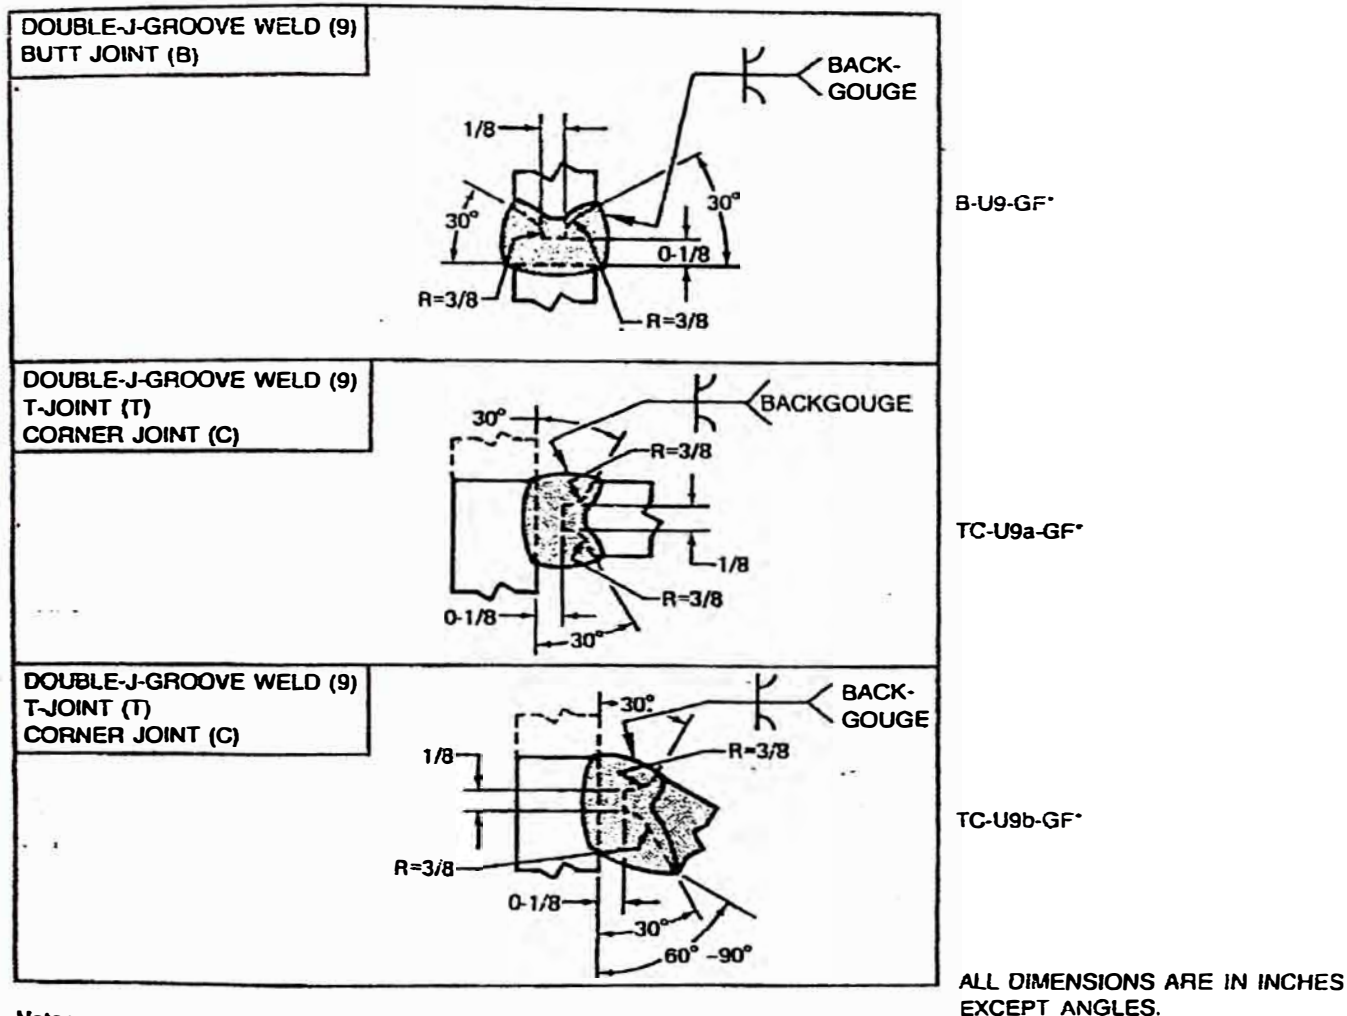 DOUBLE-J-GROOVE WELD (9)
BUTT JOINT (B)
BACK-
GOUGE
1/8
30°
30°
0-1/8
R=3/8
R=3/8
B-U9-GF*
DOUBLE-J-GROOVE WELD (9)
T-JOINT (T)
CORNER JOINT (C)
BACKGOUGE
30°
R=3/8
1/8
R=3/8
0-1/8
30°
TC-U9a-GF*
DOUBLE-J-GROOVE WELD (9)
T-JOINT (T)
CORNER JOINT (C)
BACK-
GOUGE
30°
1/8
R=3/8
R=3/8
0-1/8
30°
60° -90°
TC-U9b-GF*
ALL DIMENSIONS ARE IN INCHES
EXCEPT ANGLES.